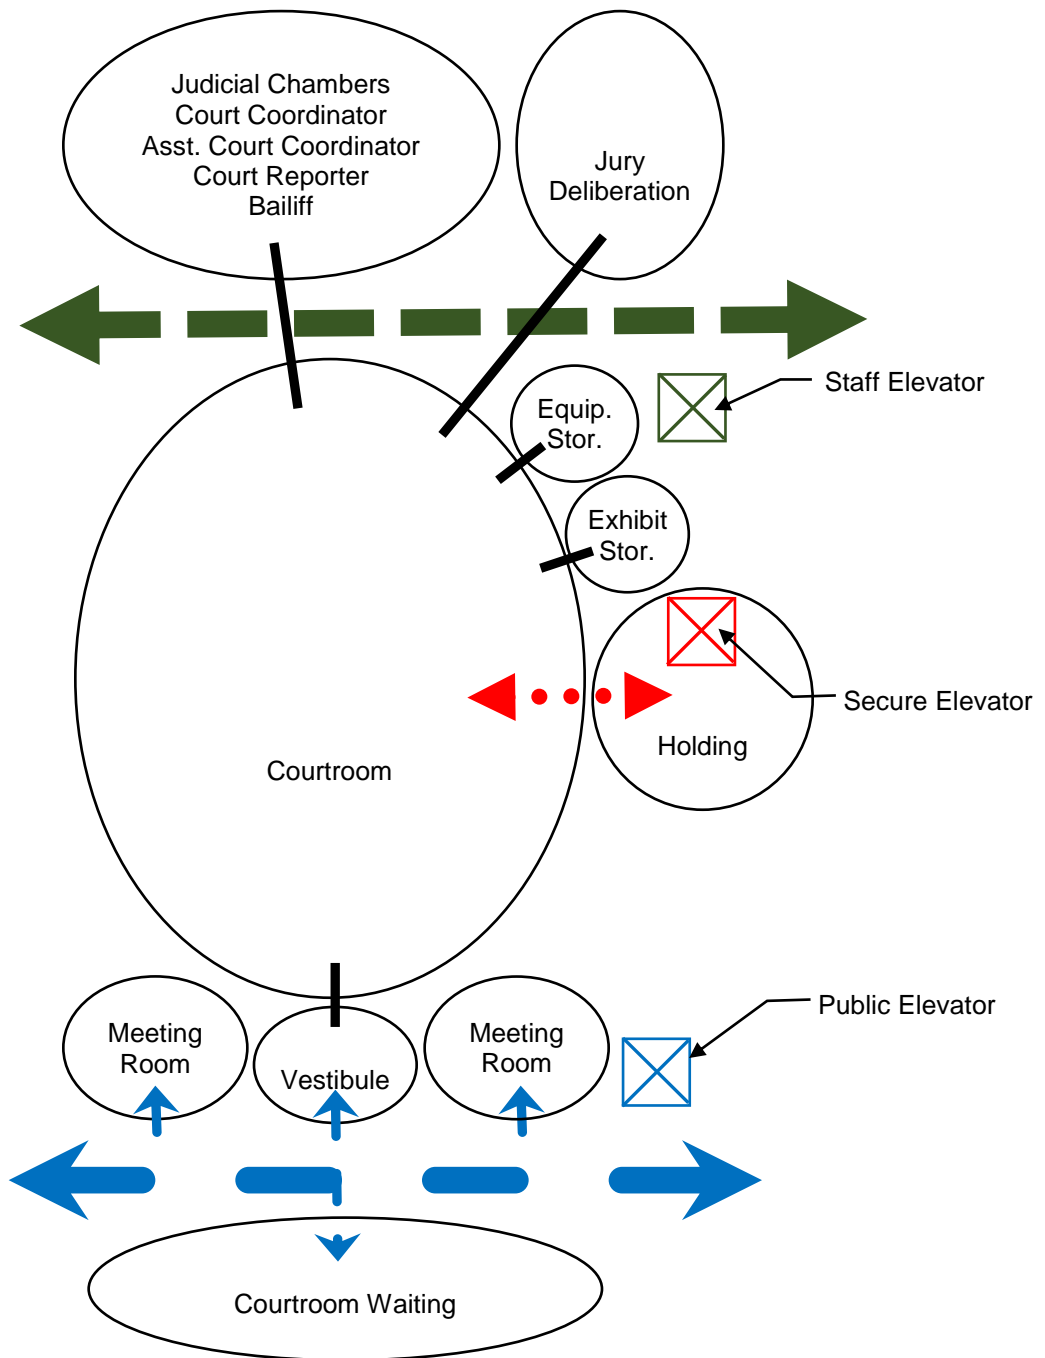 Judicial Chambers
Court Coordinator
Asst. Court Coordinator
Court Reporter
Bailiff
Jury
Deliberation
Staff Elevator
Equip.
Stor.
Exhibit
Stor.
Secure Elevator
Holding
Courtroom
Public Elevator
Meeting
Room
Vestibule
Meeting
Room
Courtroom Waiting